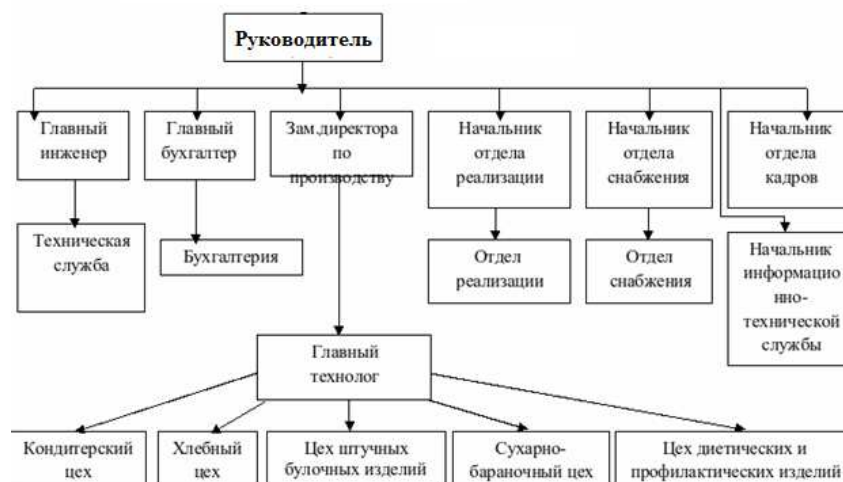 Руководитель
Главный
инженер
Главный
бухгалтер
Зам.директора
по
производству
Начальник
отдела
реализации
Начальник
отдела
снабжения
Начальник
отдела
кадров
Техническая
служба
Бухгалтерия
Отдел
реализации
Отдел
снабжения
Начальник
информацио
нно-
технической
службы
Главный
технолог
Кондитерский
цех
Хлебный
цех
Цех штучных
булочных изделий
Сухарно-
бараночный цех
Цех диетических и
профилактических изделий